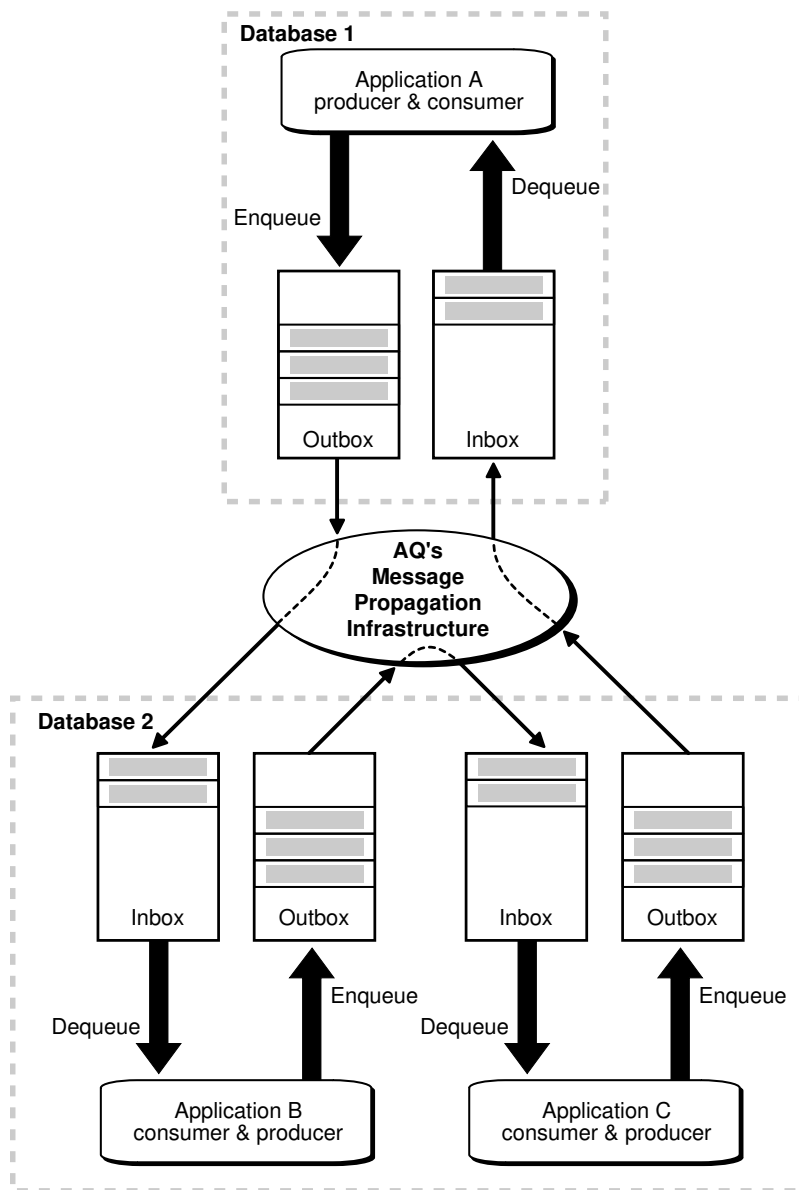 Database 1
Application A
producer & consumer
Dequeue
Enqueue
Outbox
Inbox
AQ's
Message
Propagation
Infrastructure
Database 2
Inbox
Outbox
Inbox
Outbox
Enqueue
Enqueue
Dequeue
Dequeue
Application B
consumer & producer
Application C
consumer & producer